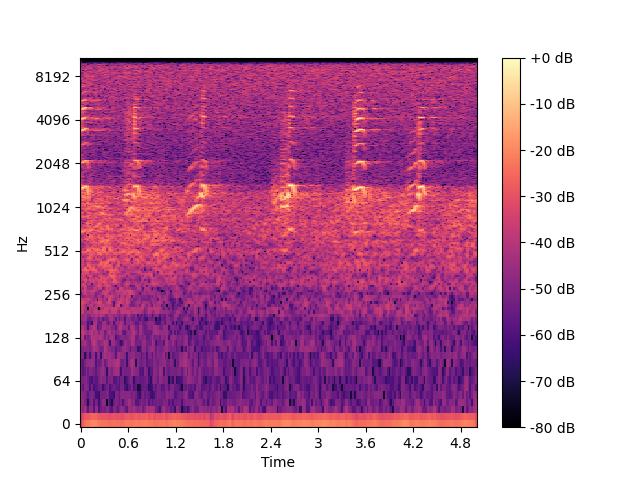 8192
4096
2048
1024
512
256
128
64
0
Hz
0 0.6 1.2 1.8 2.4 3 3.6 4.2 4.8
Time
+0 dB
-10 dB
-20 dB
-30 dB
-40 dB
-50 dB
-60 dB
-70 dB
-80 dB